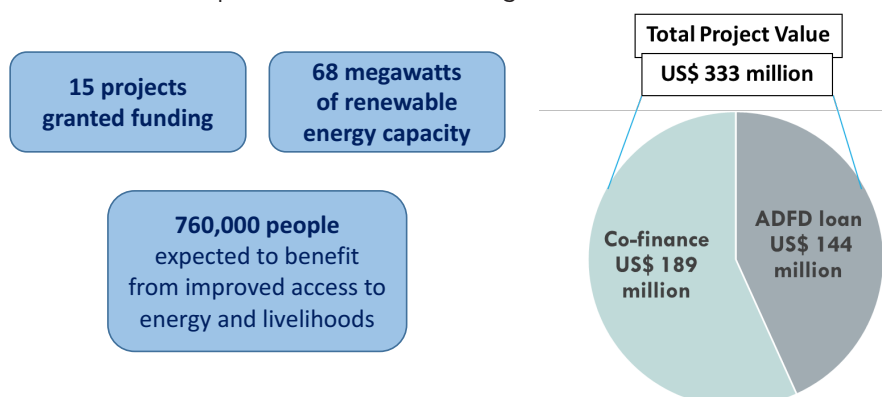 15 projects
granted funding
68 megawatts
of renewable
energy capacity
760,000 people
expected to benefit
from improved access to
energy and livelihoods
Total Project Value
US$ 333 million
Co-finance
US$ 189
million
ADFD loan
US$ 144
million